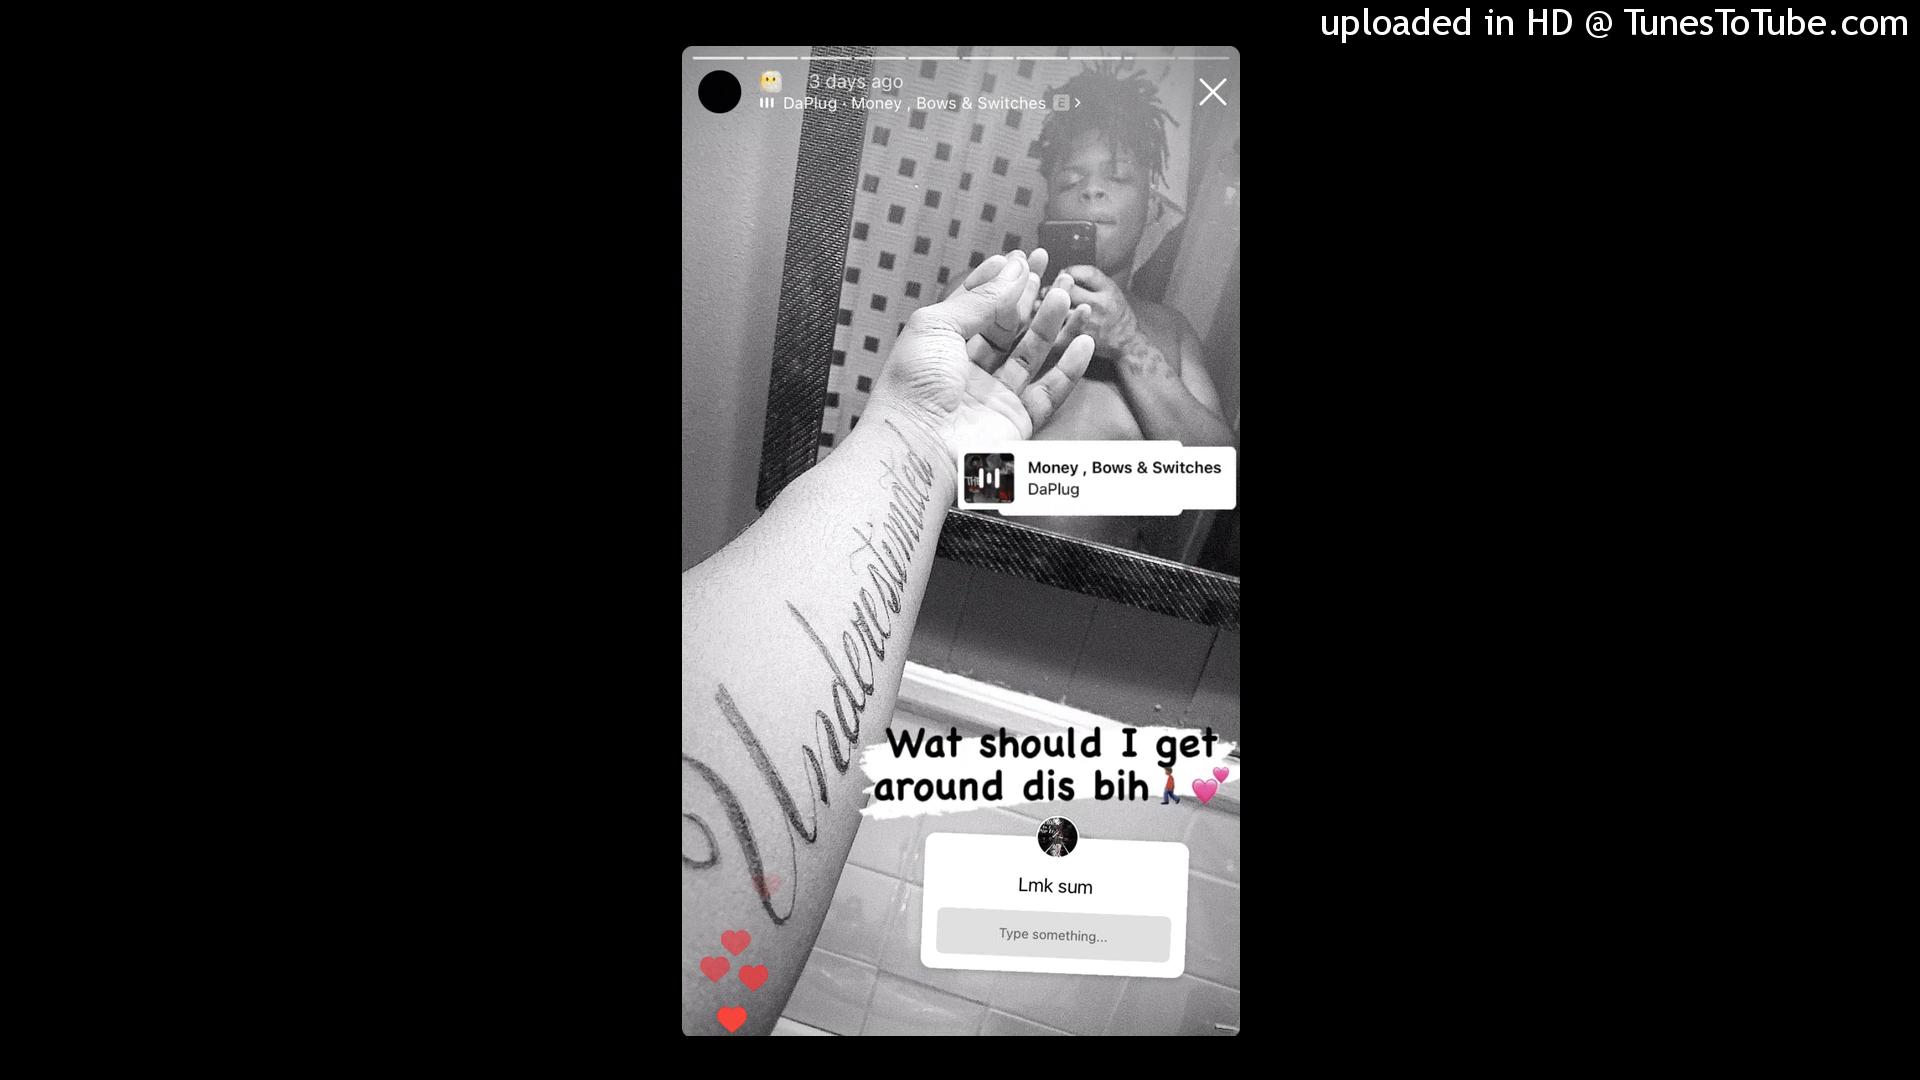 uploaded in HD @ TunesToTube.com
3 days ago
DaPlug · Money , Bows & Switches E
Money , Bows & Switches
DaPlug
Underestimated
Wat should I get
around dis bih
Lmk sum
Type something...